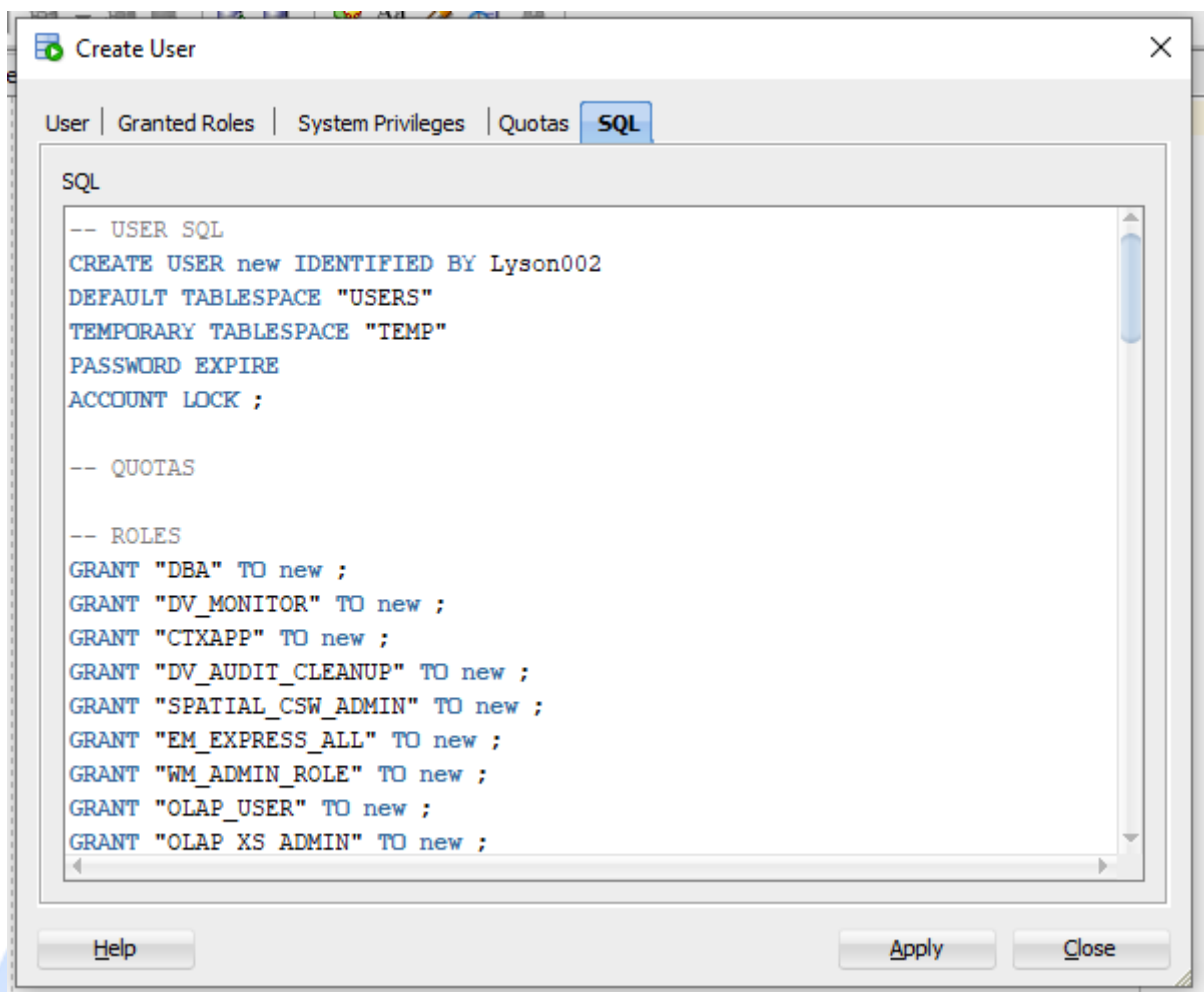 Create User
User
Granted Roles
System Privileges
Quotas
SQL
SQL
-- USER SQL
CREATE USER new IDENTIFIED BY Lyson002
DEFAULT TABLESPACE "USERS"
TEMPORARY TABLESPACE "TEMP"
PASSWORD EXPIRE
ACCOUNT LOCK ;
-- QUOTAS
-- ROLES
GRANT "DBA" TO new ;
GRANT "DV_MONITOR" TO new ;
GRANT "CTXAPP" TO new ;
GRANT "DV_AUDIT_CLEANUP" TO new ;
GRANT "SPATIAL_CSW_ADMIN" TO new ;
GRANT "EM_EXPRESS_ALL" TO new ;
GRANT "WM_ADMIN_ROLE" TO new ;
GRANT "OLAP_USER" TO new ;
GRANT "OLAP_XS_ADMIN" TO new ;
Help
Apply
Close